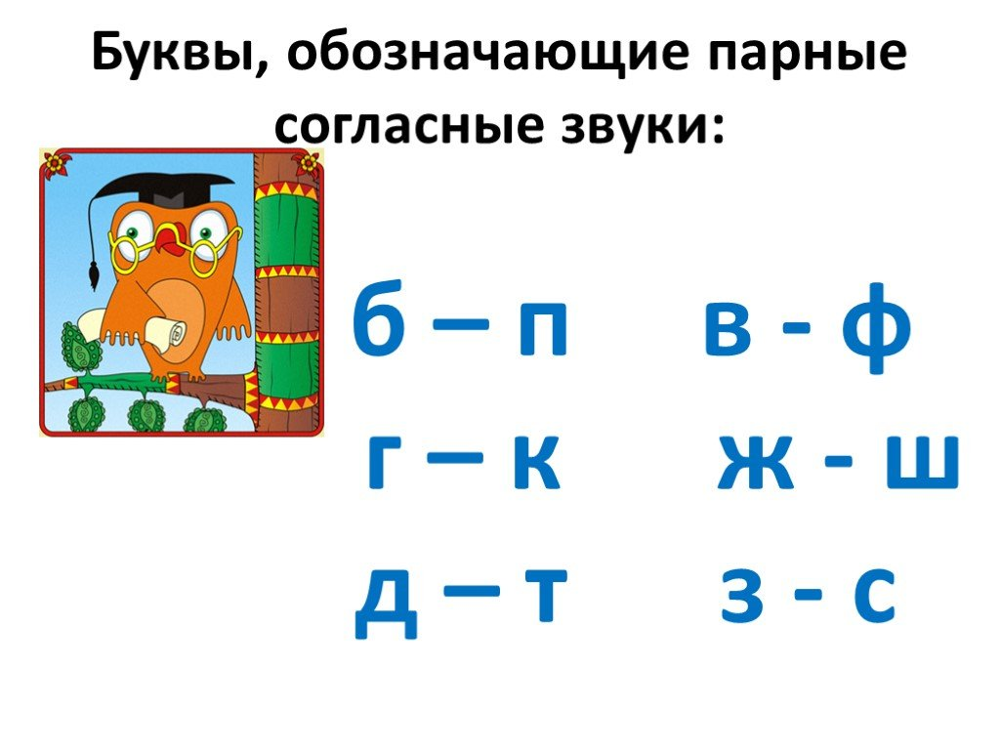 Буквы, обозначающие парные
согласные звуки:
б – п в - ф
г – к ж - ш
д – т з - с